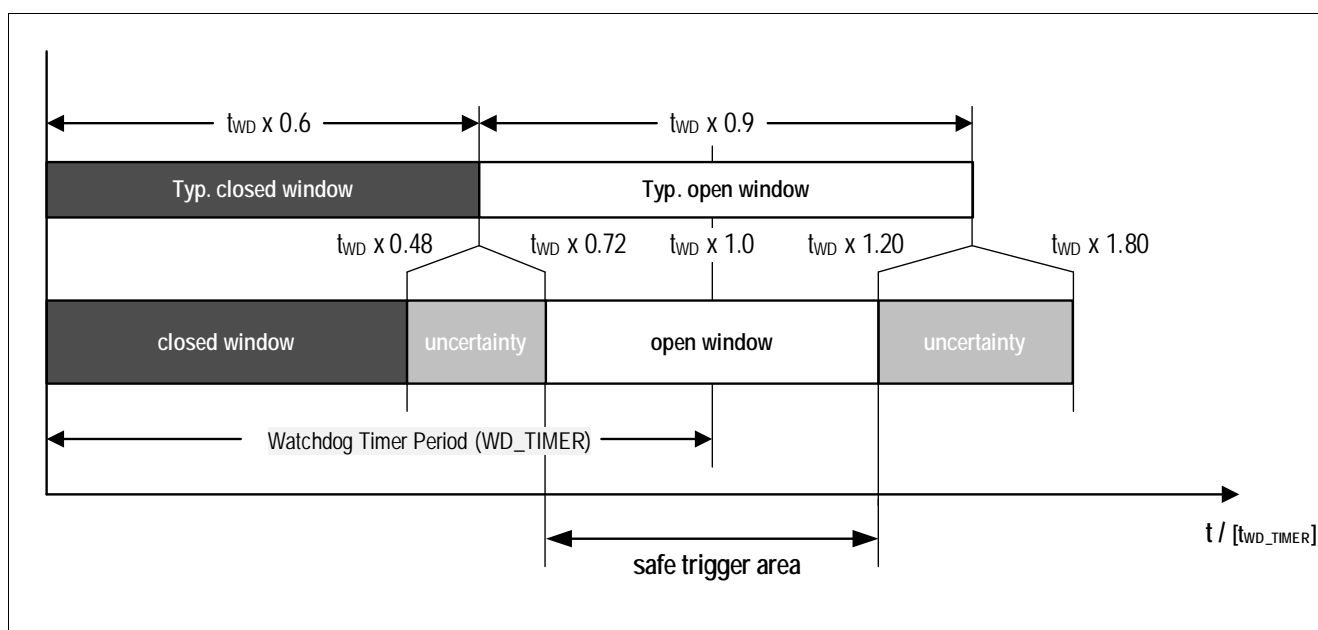 tWD x 0.6
tWD x 0.9
Typ. closed window
Typ. open window
tWD x 0.48
tWD x 0.72
tWD x 1.0
tWD x 1.20
tWD x 1.80
closed window
uncertainty
open window
uncertainty
Watchdog Timer Period (WD_TIMER)
t / [tWD_TIMER]
safe trigger area